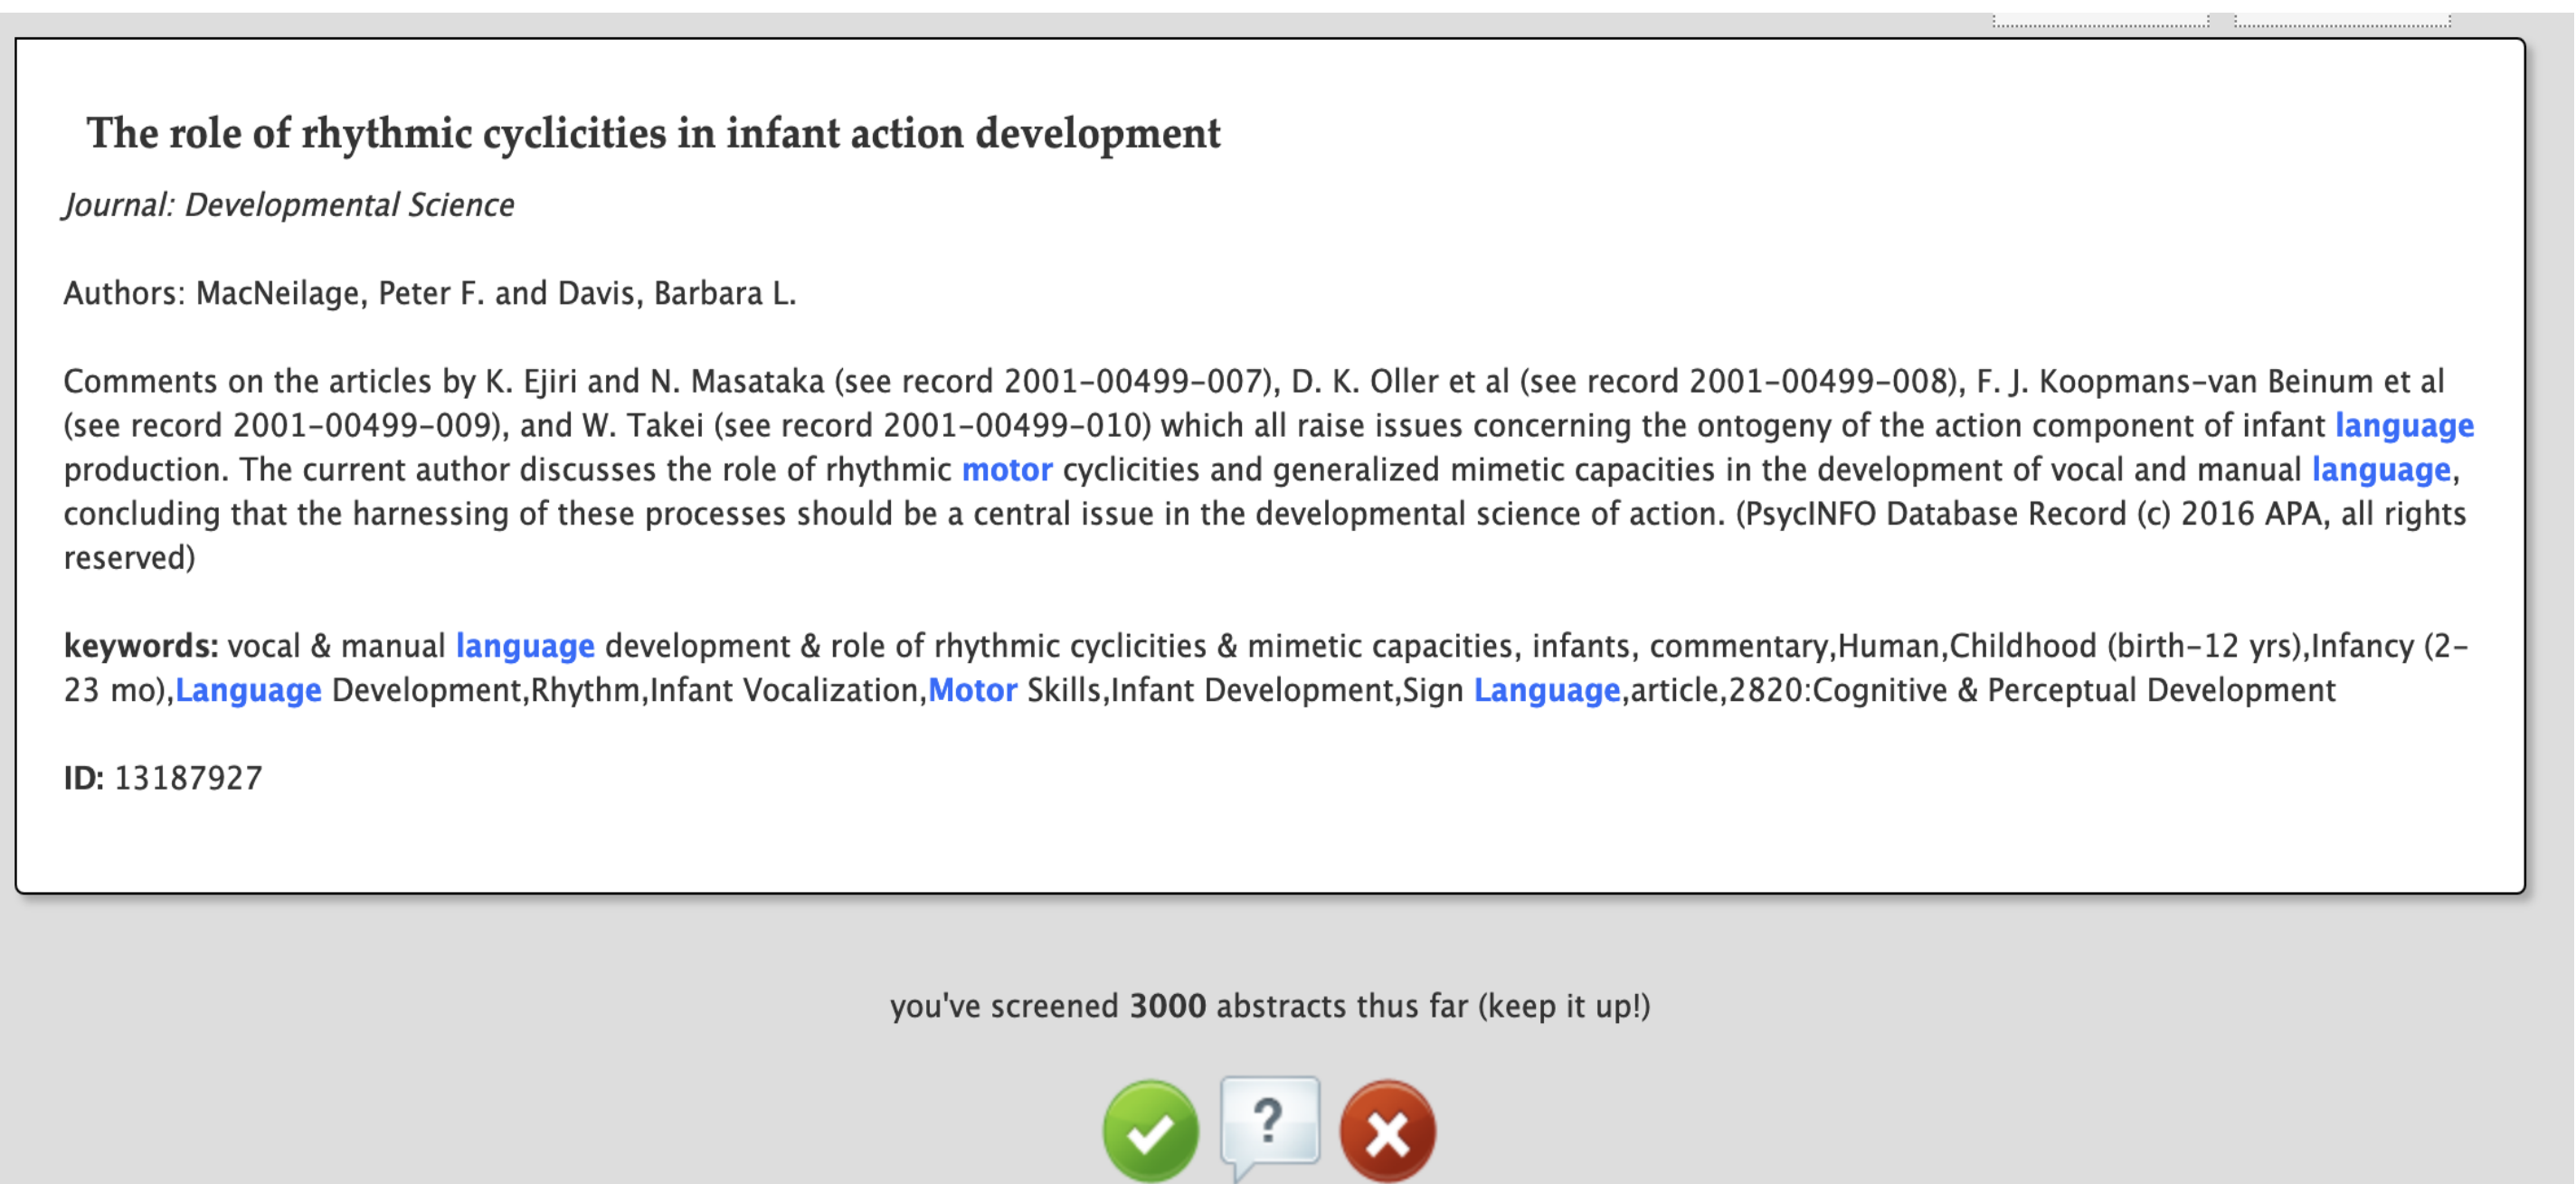 The role of rhythmic cyclicities in infant action development
Journal: Developmental Science
Authors: MacNeilage, Peter F. and Davis, Barbara L.
Comments on the articles by K. Ejiri and N. Masataka (see record 2001-00499-007), D. K. Oller et al (see record 2001-00499-008), F. J. Koopmans-van Beinum et al
(see record 2001-00499-009), and W. Takei (see record 2001-00499-010) which all raise issues concerning the ontogeny of the action component of infant language
production. The current author discusses the role of rhythmic motor cyclicities and generalized mimetic capacities in the development of vocal and manual language,
concluding that the harnessing of these processes should be a central issue in the developmental science of action. (PsycINFO Database Record (c) 2016 APA, all rights
reserved)
keywords: vocal & manual language development & role of rhythmic cyclicities & mimetic capacities, infants, commentary,Human,Childhood (birth-12 yrs),Infancy (2-
23 mo),Language Development,Rhythm,Infant Vocalization,Motor Skills,Infant Development,Sign Language,article,2820:Cognitive & Perceptual Development
ID: 13187927
you've screened 3000 abstracts thus far (keep it up!)
?